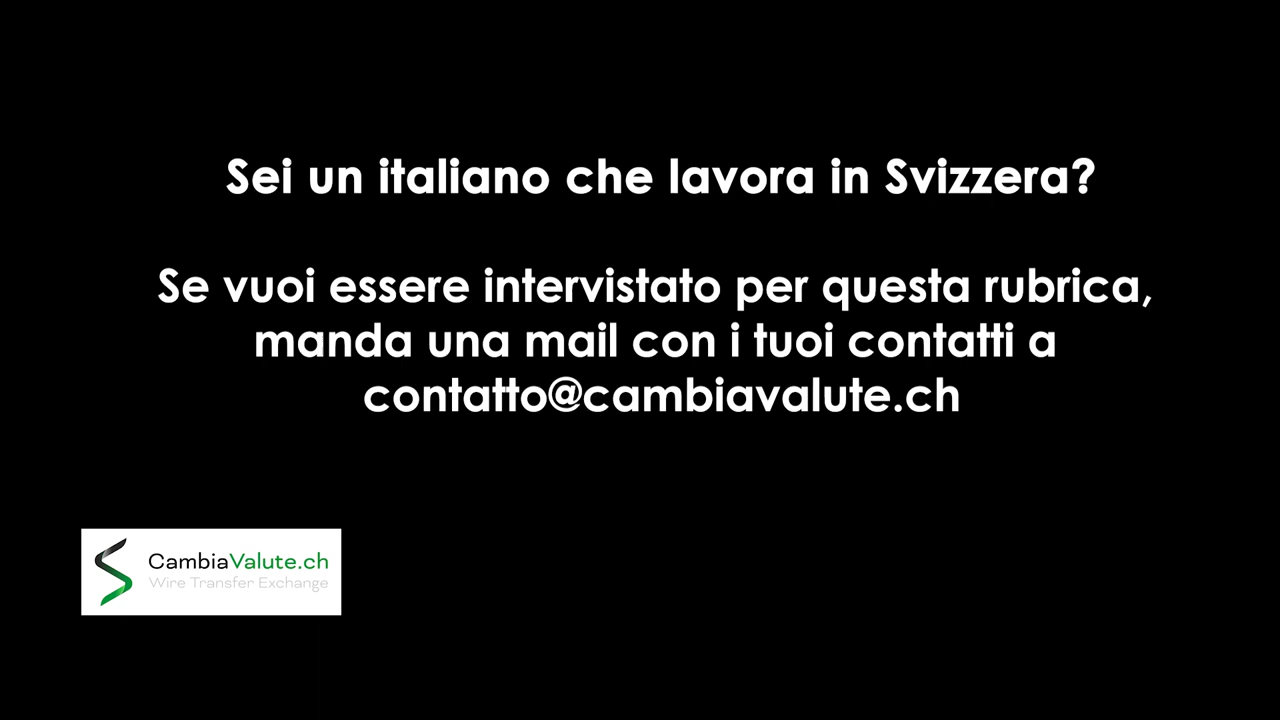 Sei un italiano che lavora in Svizzera?
Se vuoi essere intervistato per questa rubrica,
manda una mail con i tuoi contatti a
contatto@cambiavalute.ch
CambiaValute.ch
Wire Transfer Exchange